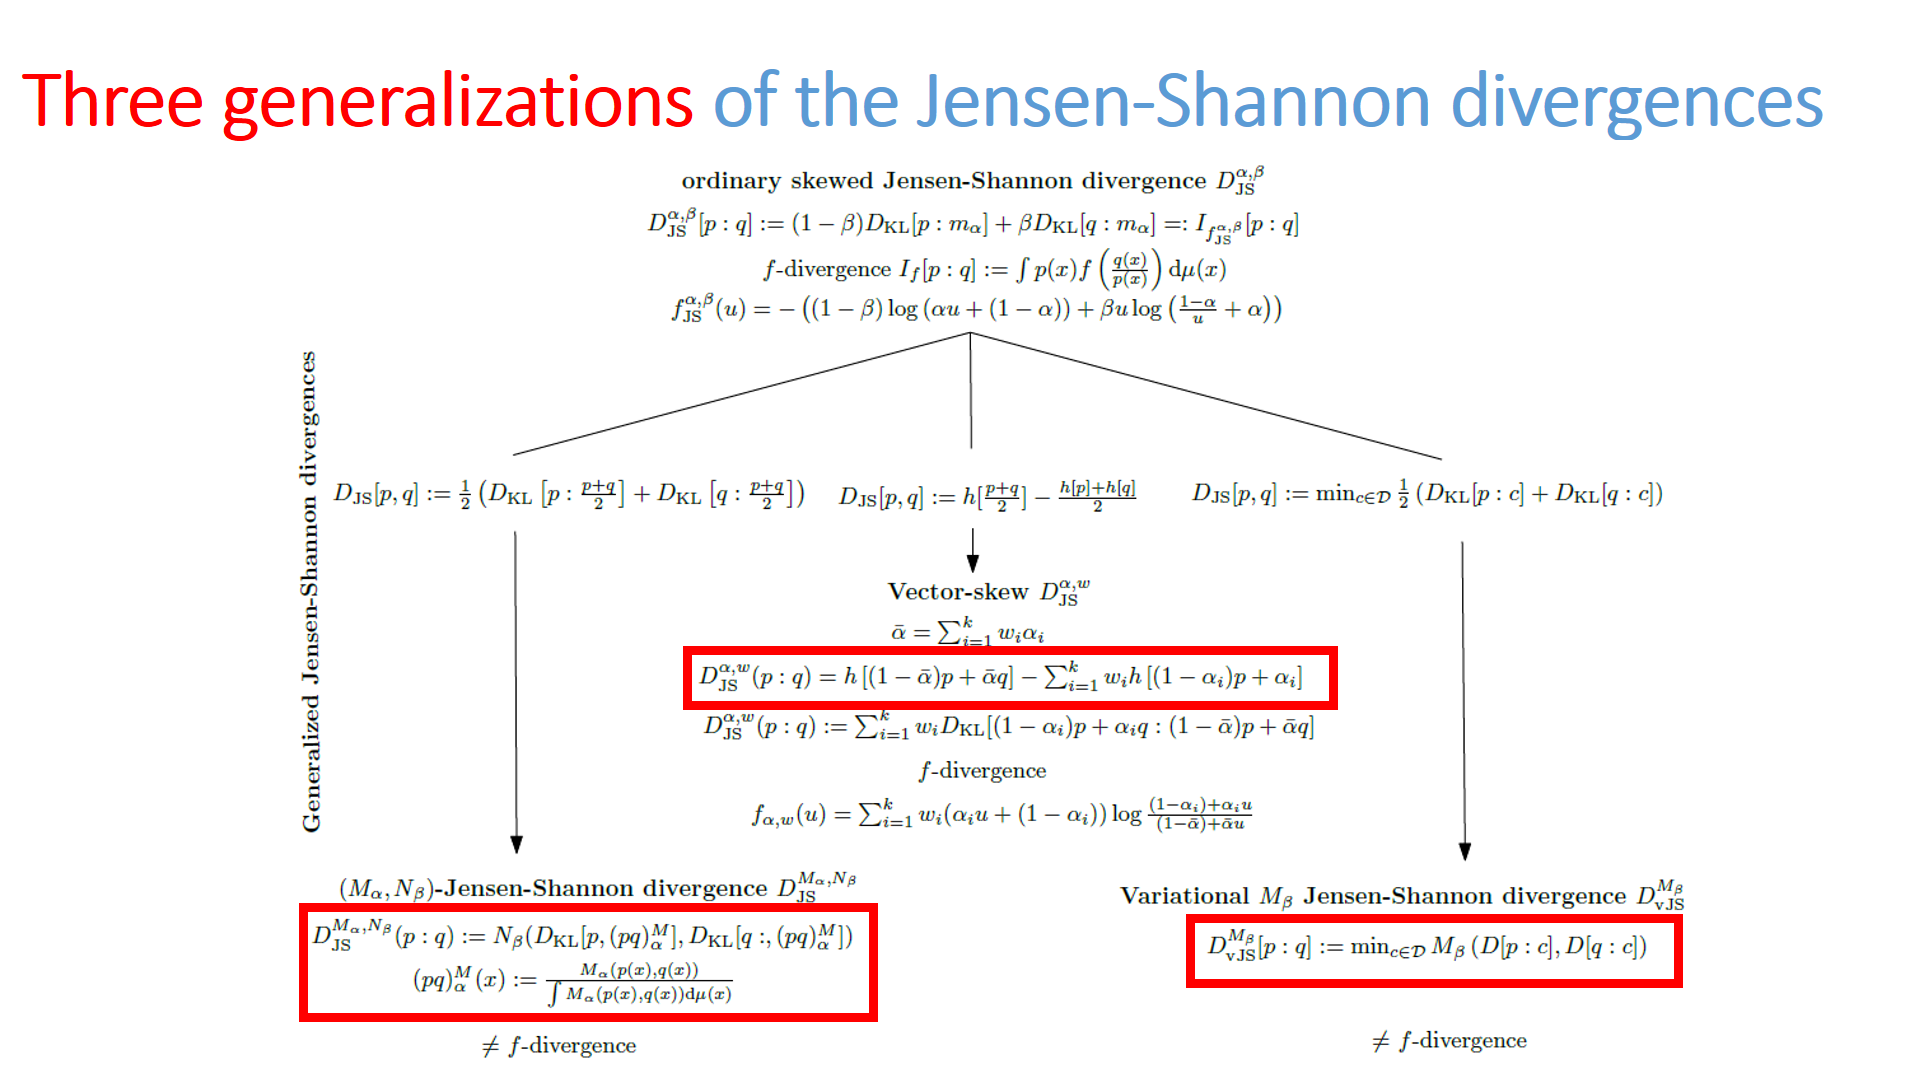 Three generalizations of the Jensen-Shannon divergences
ordinary skewed Jensen-Shannon divergence $D_{\mathrm{JS}}^{\alpha,\beta}$
$D_{\mathrm{JS}}^{\alpha,\beta}[p:q] := (1-\beta)D_{\mathrm{KL}}[p:m_\alpha] + \beta D_{\mathrm{KL}}[q:m_\alpha] =: I_{f_{\mathrm{JS}}^{\alpha,\beta}}[p:q]$
$f$-divergence $I_f[p:q] := \int p(x) f\left(\frac{q(x)}{p(x)}\right) \mathrm{d}\mu(x)$
$f_{\mathrm{JS}}^{\alpha,\beta}(u) = -\left((1-\beta)\log(\alpha u + (1-\alpha)) + \beta u \log\left(\frac{1-\alpha}{u} + \alpha\right)\right)$
Generalized Jensen-Shannon divergences
$D_{\mathrm{JS}}[p,q] := \frac{1}{2}\left(D_{\mathrm{KL}}\left[p:\frac{p+q}{2}\right] + D_{\mathrm{KL}}\left[q:\frac{p+q}{2}\right]\right)$
$D_{\mathrm{JS}}[p,q] := h[\frac{p+q}{2}] - \frac{h[p]+h[q]}{2}$
$D_{\mathrm{JS}}[p,q] := \min_{c\in\mathcal{D}} \frac{1}{2}\left(D_{\mathrm{KL}}[p:c] + D_{\mathrm{KL}}[q:c]\right)$
Vector-skew $D_{\mathrm{JS}}^{\alpha,w}$
$\bar{\alpha} = \sum_{i=1}^k w_i\alpha_i$
$D_{\mathrm{JS}}^{\alpha,w}(p:q) = h[(1-\bar{\alpha})p + \bar{\alpha}q] - \sum_{i=1}^k w_i h[(1-\alpha_i)p + \alpha_i]$
$D_{\mathrm{JS}}^{\alpha,w}(p:q) := \sum_{i=1}^k w_i D_{\mathrm{KL}}[(1-\alpha_i)p + \alpha_i q : (1-\bar{\alpha})p + \bar{\alpha}q]$
$f$-divergence
$f_{\alpha,w}(u) = \sum_{i=1}^k w_i(\alpha_i u + (1-\alpha_i))\log\frac{(1-\alpha_i)+\alpha_i u}{(1-\bar{\alpha})+\bar{\alpha}u}$
$(M_\alpha, N_\beta)$-Jensen-Shannon divergence $D_{\mathrm{JS}}^{M_\alpha,N_\beta}$
$D_{\mathrm{JS}}^{M_\alpha,N_\beta}(p:q) := N_\beta(D_{\mathrm{KL}}[p,(pq)_\alpha^M], D_{\mathrm{KL}}[q:,(pq)_\alpha^M])$
$(pq)_\alpha^M(x) := \frac{M_\alpha(p(x),q(x))}{\int M_\alpha(p(x),q(x))\mathrm{d}\mu(x)}$
$\neq f$-divergence
Variational $M_\beta$ Jensen-Shannon divergence $D_{\mathrm{vJS}}^{M_\beta}$
$D_{\mathrm{vJS}}^{M_\beta}[p:q] := \min_{c\in\mathcal{D}} M_\beta(D[p:c], D[q:c])$
$\neq f$-divergence